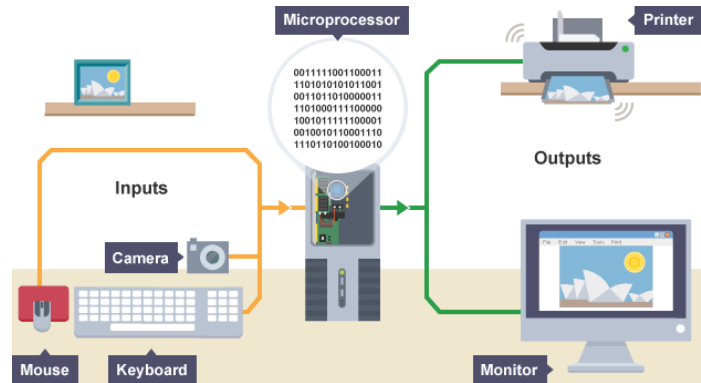 Microprocessor
Printer
0011111001100011
1101010101011001
0011011010000011
1101000111100000
1001011111100001
0010010110001110
1110110100100010
Inputs
Outputs
Camera
File Edit View Tools Print
Mouse
Keyboard
Monitor